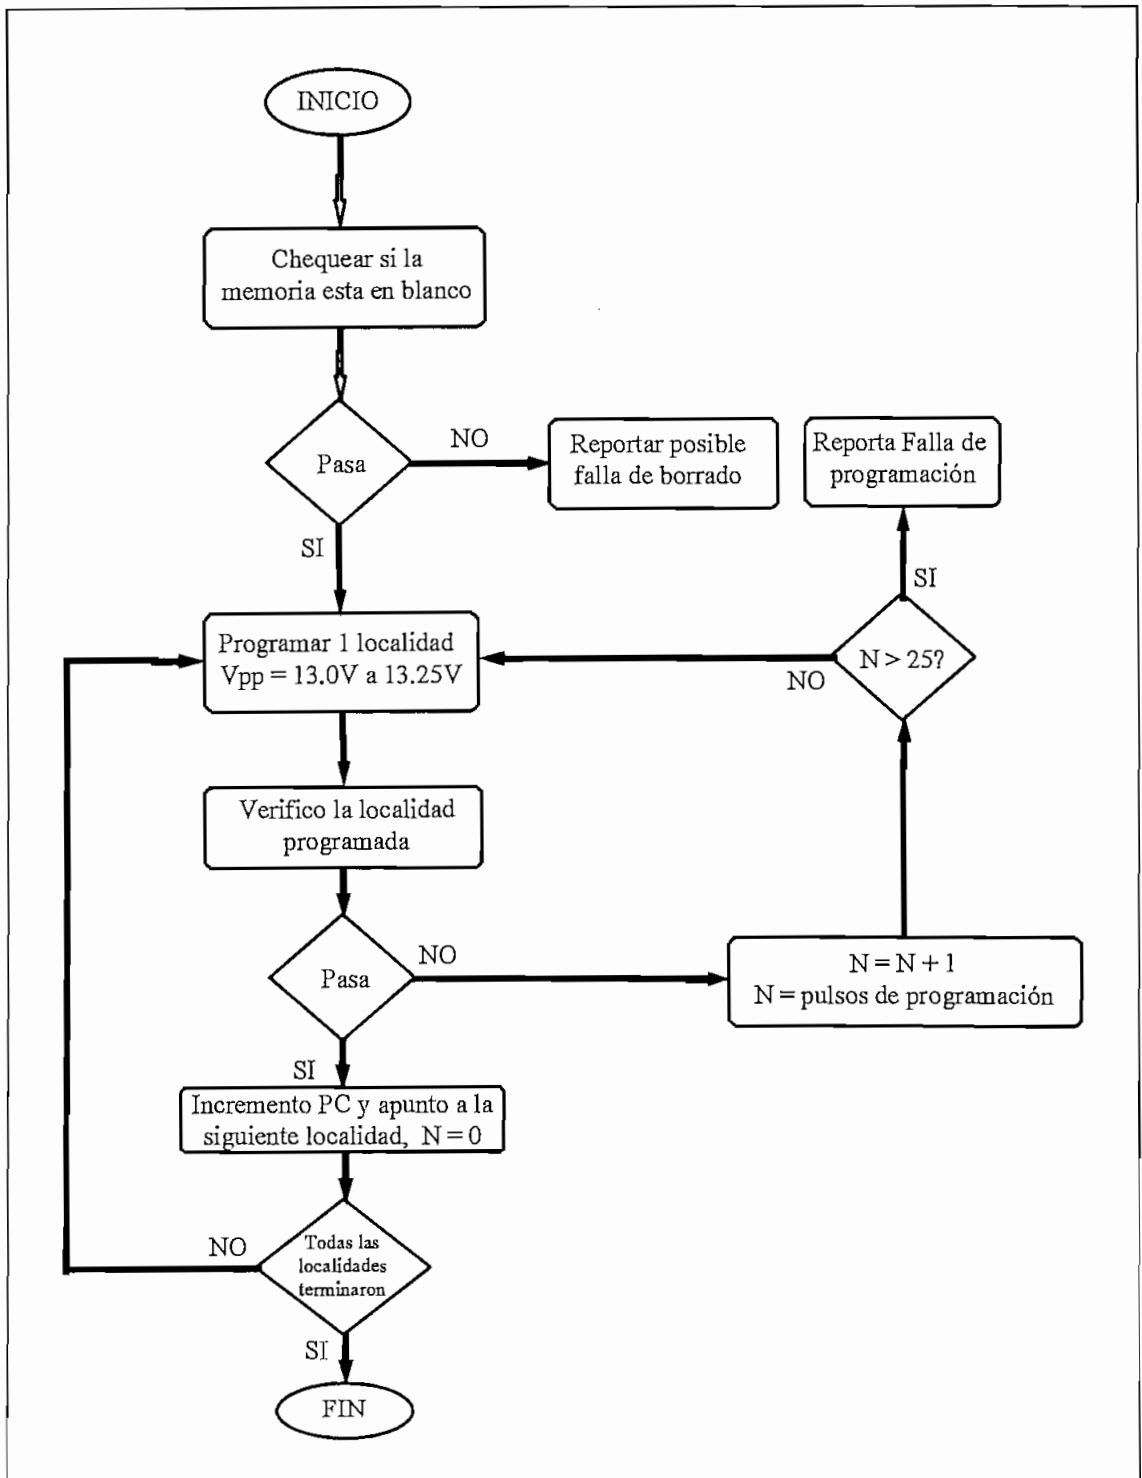 INICIO
Chequear si la
memoria esta en blanco
Pasa
NO
Reportar posible
falla de borrado
Reporta Falla de
programación
SI
SI
Programar 1 localidad
Vpp = 13.0V a 13.25V
N > 25?
NO
Verifico la localidad
programada
Pasa
NO
N = N + 1
N = pulsos de programación
SI
Incremento PC y apunto a la
siguiente localidad, N = 0
Todas las
localidades
terminaron
NO
SI
FIN